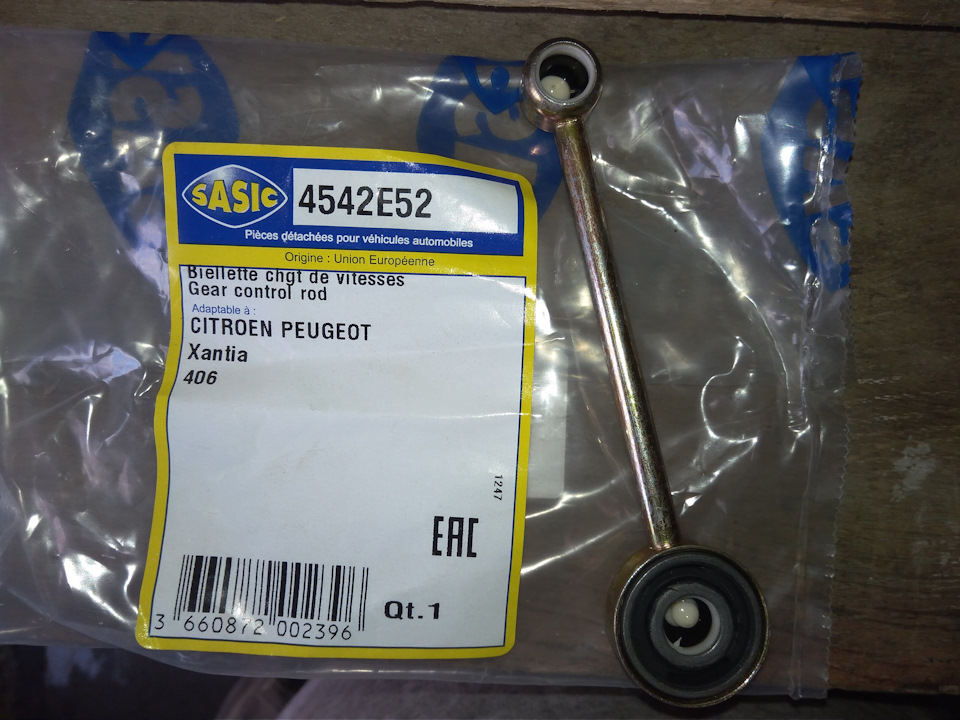 SASIC
4542E52
Pièces détachées pour véhicules automobiles
Origine : Union Européenne
Biellette chgt de vitesses
Gear control rod
Adaptable à :
CITROEN PEUGEOT
Xantia
406
1247
EAC
Qt.1
3 660872 002396